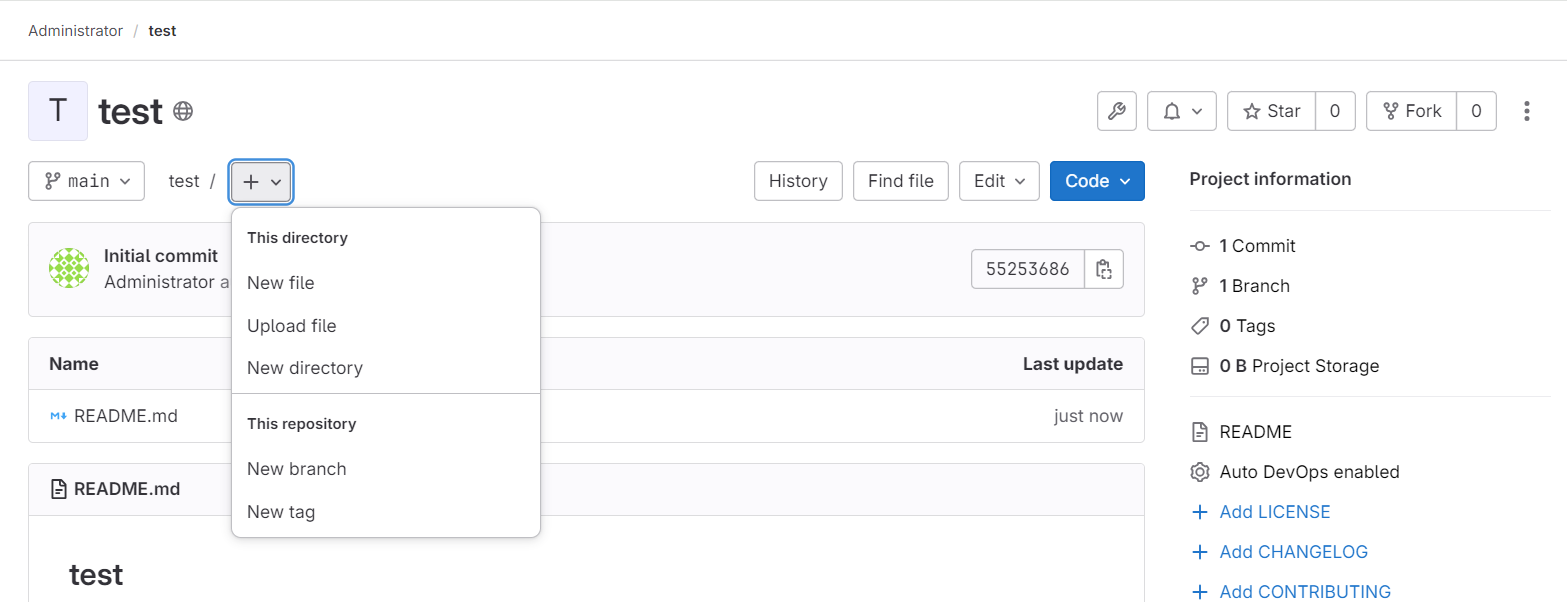 Administrator / test
T test
Star 0
Fork 0
main
test / +
History
Find file
Edit
Code
This directory
New file
Upload file
New directory
This repository
New branch
New tag
Initial commit
Administrator a
55253686
Name
Last update
README.md
just now
README.md
test
Project information
1 Commit
1 Branch
0 Tags
0 B Project Storage
README
Auto DevOps enabled
+ Add LICENSE
+ Add CHANGELOG
+ Add CONTRIBUTING